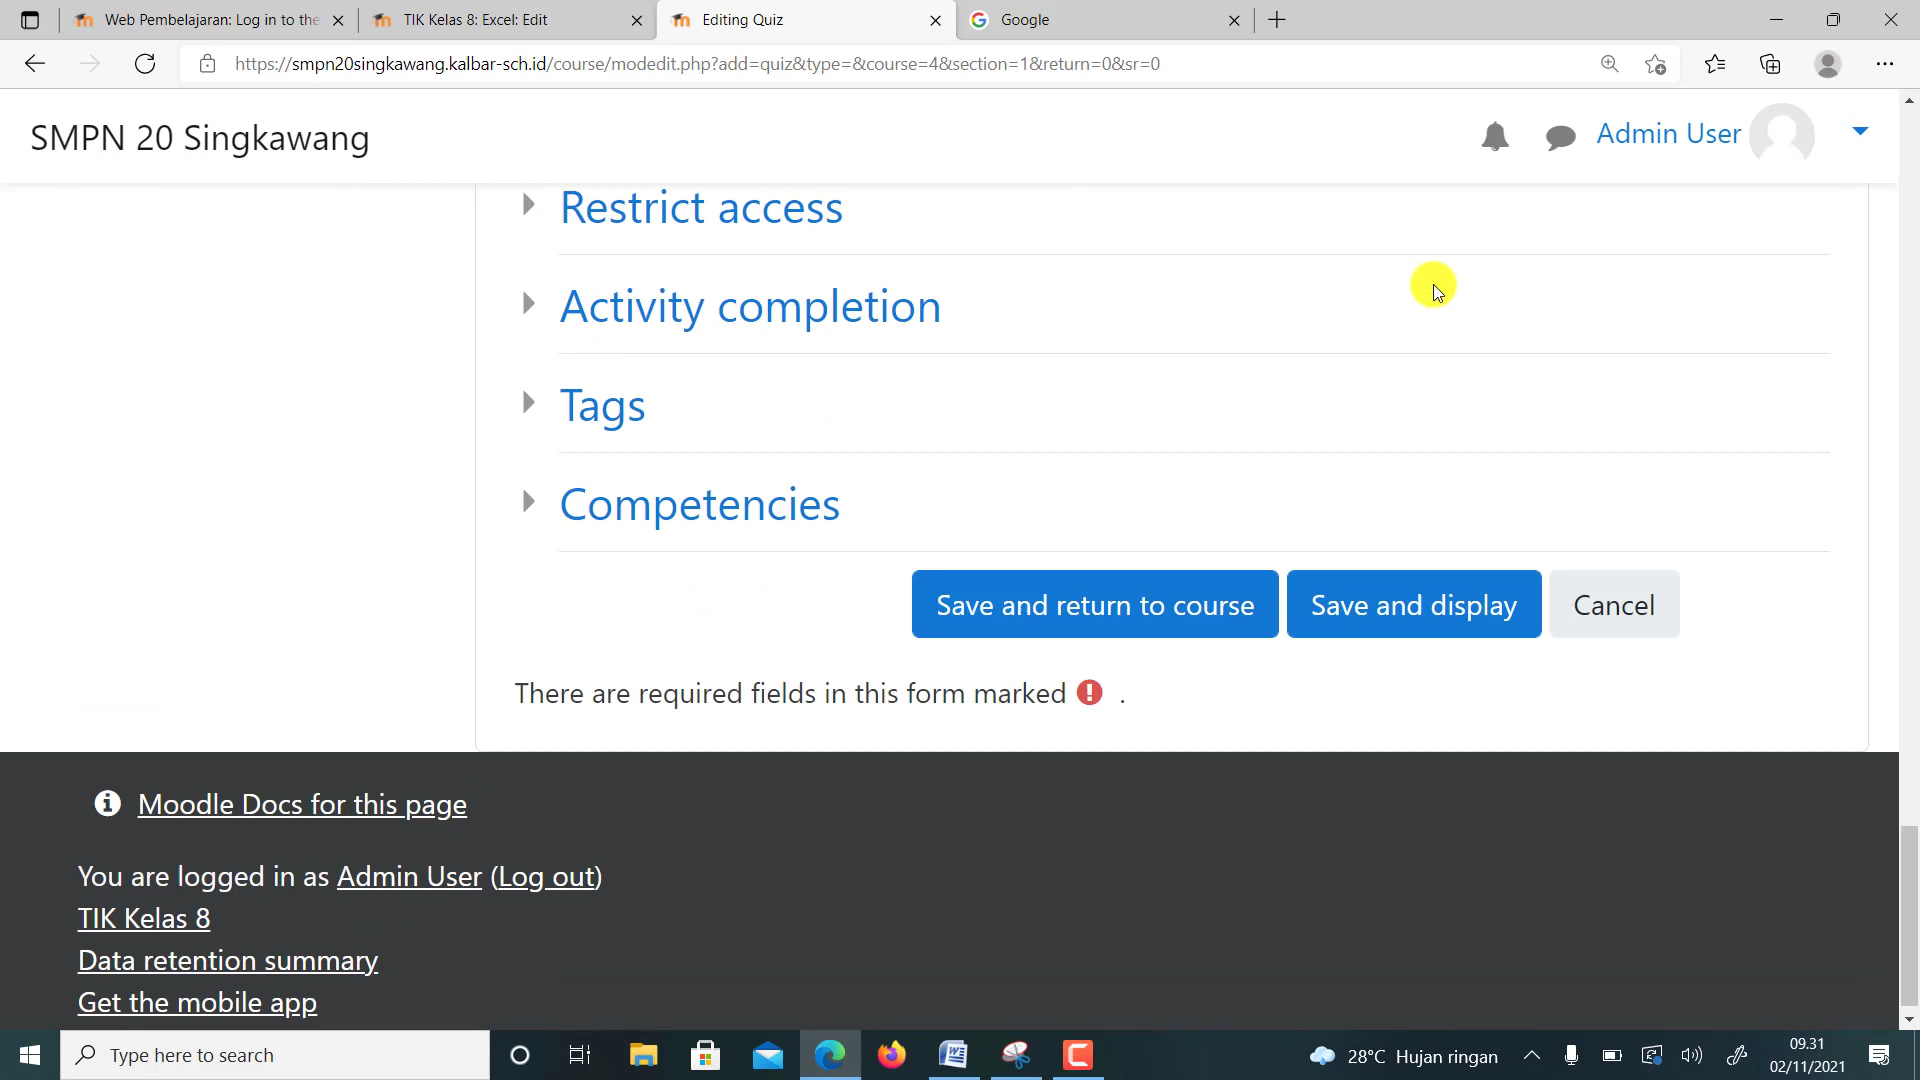 Web Pembelajaran: Log in to the
TIK Kelas 8: Excel: Edit
Editing Quiz
Google
https://smpn20singkawang.kalbar-sch.id/course/modedit.php?add=quiz&type=&course=4&section=1&return=0&sr=0
SMPN 20 Singkawang
Admin User
Restrict access
Activity completion
Tags
Competencies
Save and return to course
Save and display
Cancel
There are required fields in this form marked .
Moodle Docs for this page
You are logged in as Admin User (Log out)
TIK Kelas 8
Data retention summary
Get the mobile app
Type here to search
28°C Hujan ringan
09.31
02/11/2021